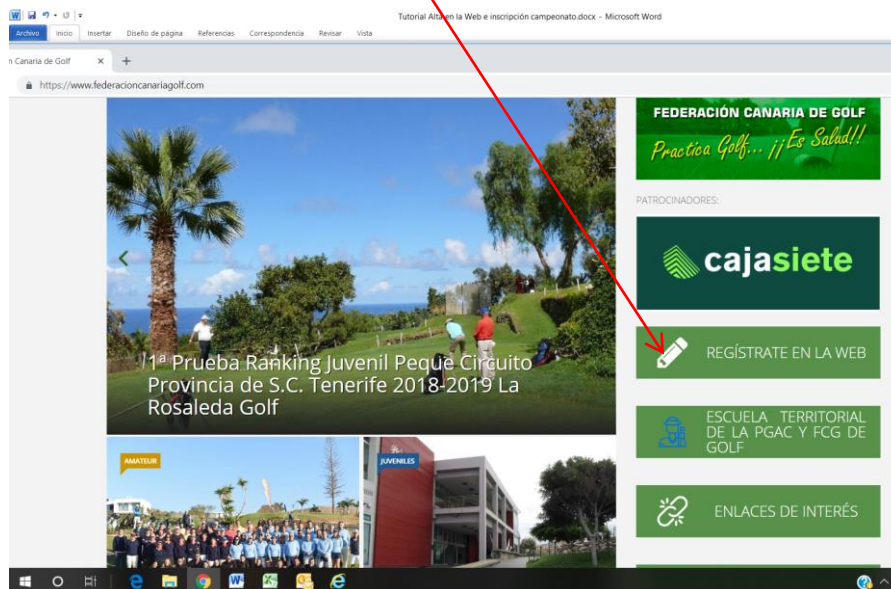 Tutorial Alta en la Web e inscripción campeonato.docx - Microsoft Word
Archivo Inicio Insertar Diseño de página Referencias Correspondencia Revisar Vista
n Canaria de Golf × +
https://www.federacioncanariagolf.com
FEDERACIÓN CANARIA DE GOLF
Practica Golf... ¡¡Es Salud!!
PATROCINADORES:
cajasiete
1ª Prueba Ranking Juvenil Peque Circuito
Provincia de S.C. Tenerife 2018-2019 La
Rosaleda Golf
REGÍSTRATE EN LA WEB
ESCUELA TERRITORIAL
DE LA PGAC Y FCG DE
GOLF
AMATEUR
JUVENILES
ENLACES DE INTERÉS